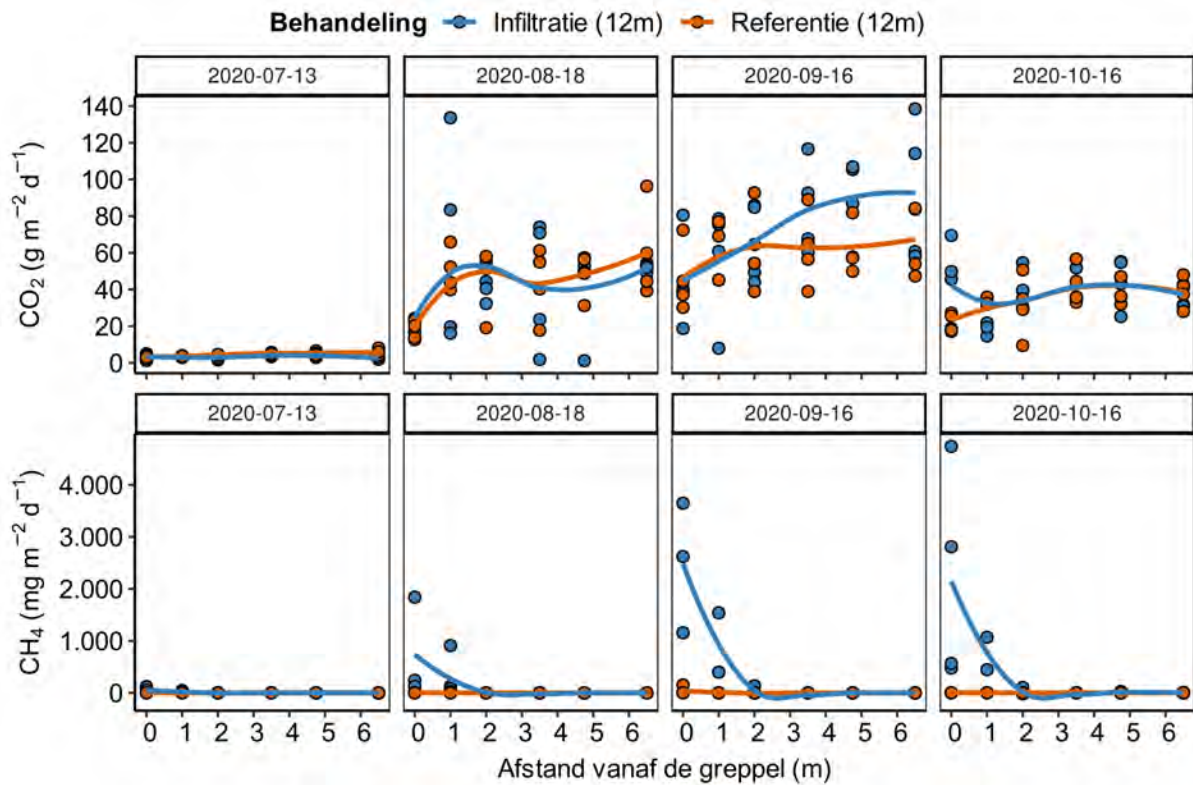 Behandeling Infiltratie (12m) Referentie (12m)
2020-07-13 2020-08-18 2020-09-16 2020-10-16
CO₂ (g m⁻² d⁻¹)
140
120
100
80
60
40
20
0
2020-07-13 2020-08-18 2020-09-16 2020-10-16
CH₄ (mg m⁻² d⁻¹)
4.000
3.000
2.000
1.000
0
0 1 2 3 4 5 6 0 1 2 3 4 5 6 0 1 2 3 4 5 6 0 1 2 3 4 5 6
Afstand vanaf de greppel (m)